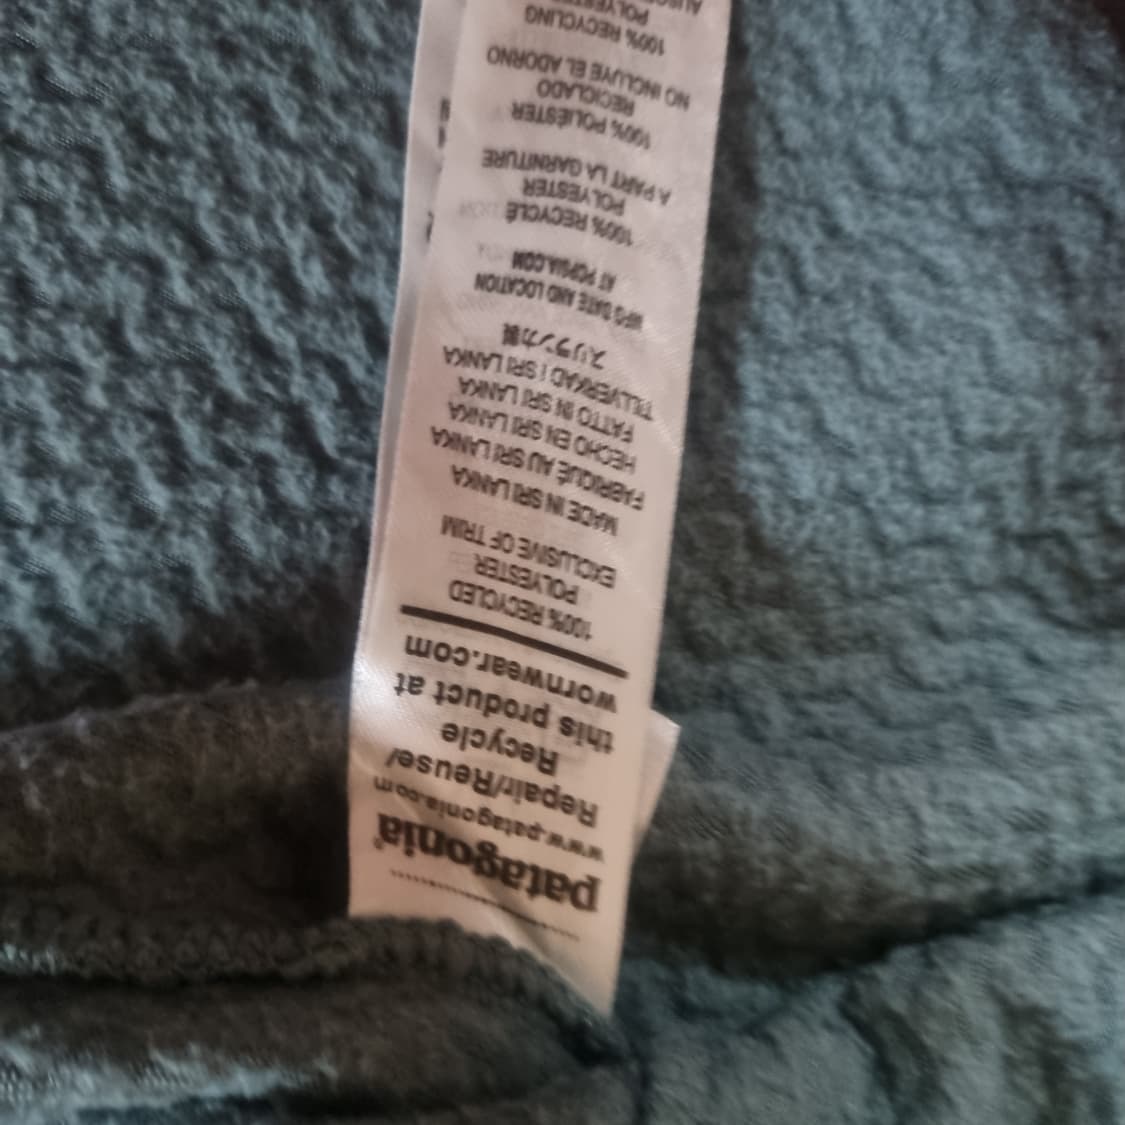 patagonia®
www.patagonia.com
Repair/Reuse/
Recycle
this product at
wornwear.com
100% RECYCLED
POLYESTER
EXCLUSIVE OF TRIM
MADE IN SRI LANKA
FABRIQUÉ AU SRI LANKA
HECHO EN SRI LANKA
FATTO IN SRI LANKA
TILLVERKAD I SRI LANKA
スリランカ製
MFG DATE AND LOCATION
AT POPSIA.COM
100% RECYCLÉ
POLYESTER
A PART LA GARNITURE
100% POLIÉSTER
RECICLADO
NO INCLUYE EL ADORNO
100% RECYCLING